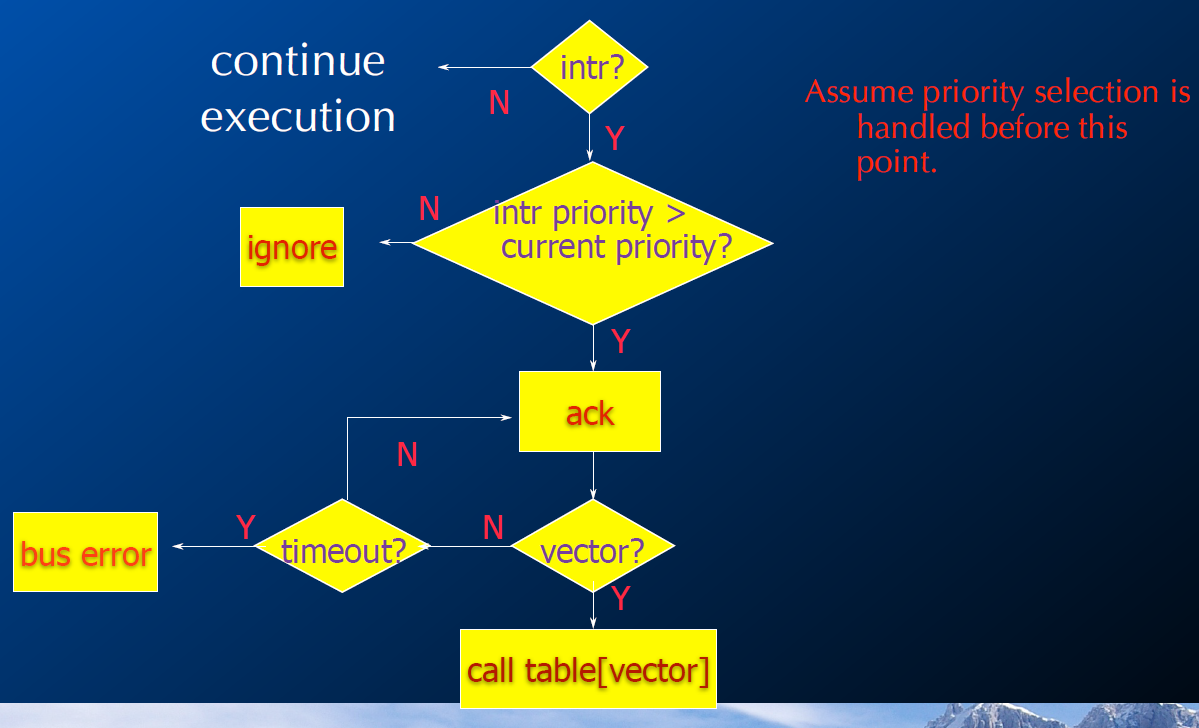 continue
execution
intr?
N
Y
Assume priority selection is
handled before this
point.
N
intr priority >
current priority?
ignore
Y
ack
N
Y
timeout?
N
vector?
bus error
Y
call table[vector]